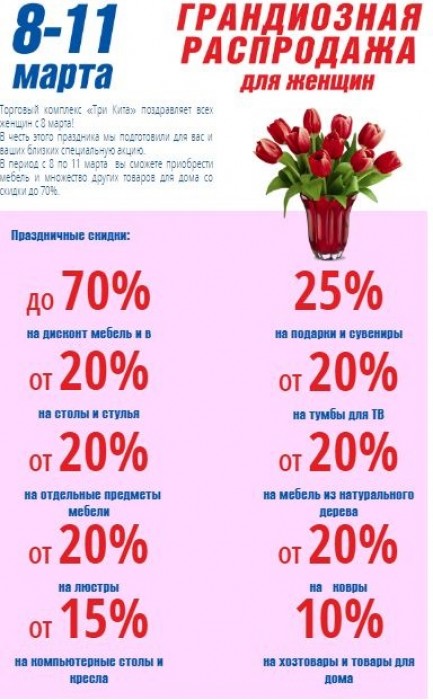 8-11
марта
ГРАНДИОЗНАЯ
РАСПРОДАЖА
для женщин
Торговый комплекс «Три Кита» поздравляет всех
женщин с 8 марта!
В честь этого праздника мы подготовили для вас и
ваших близких специальную акцию.
В период с 8 по 11 марта вы сможете приобрести
мебель и множество других товаров для дома со
скидки до 70%.
Праздничные скидки:
до 70%
на дисконт мебель и в
25%
на подарки и сувениры
от 20%
на столы и стулья
от 20%
на тумбы для ТВ
от 20%
на отдельные предметы
мебели
от 20%
на мебель из натурального
дерева
от 20%
на люстры
от 20%
на ковры
от 15%
на компьютерные столы и
кресла
10%
на хозтовары и товары для
дома